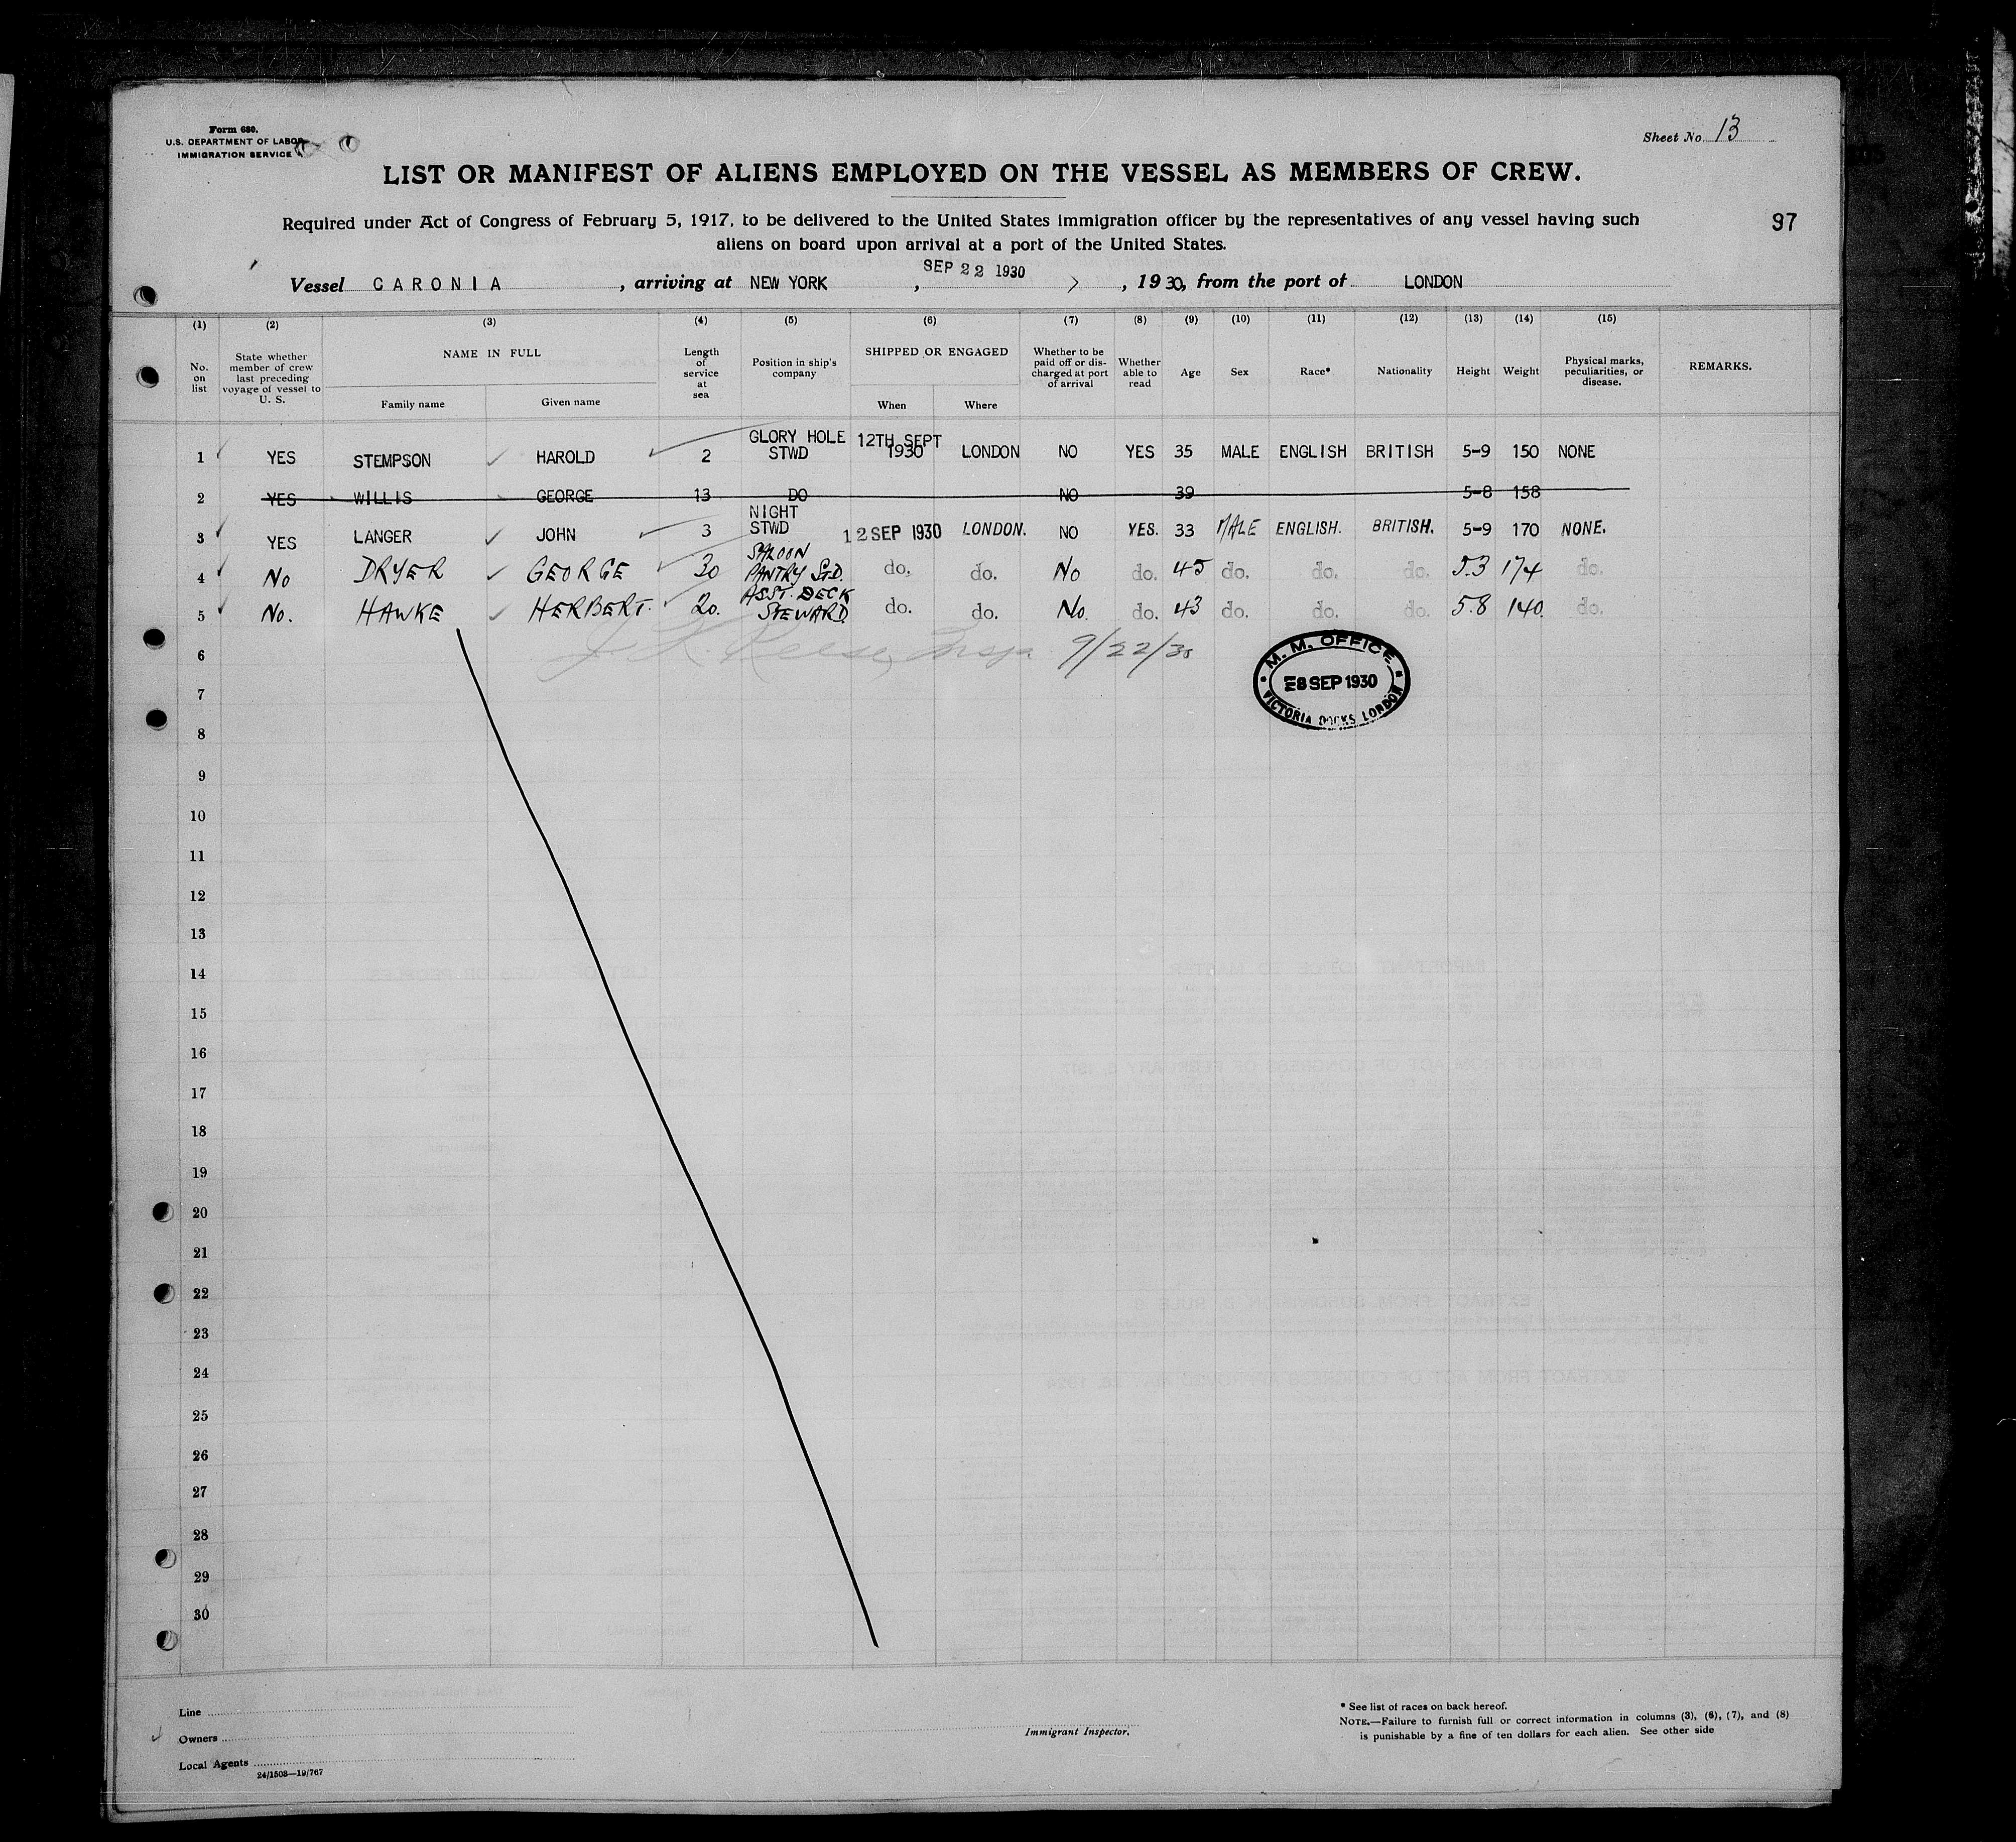 Form 680.
U.S. DEPARTMENT OF LABOR
IMMIGRATION SERVICE
Sheet No. 13
LIST OR MANIFEST OF ALIENS EMPLOYED ON THE VESSEL AS MEMBERS OF CREW.
Required under Act of Congress of February 5, 1917, to be delivered to the United States immigration officer by the representatives of any vessel having such
aliens on board upon arrival at a port of the United States.
97
Vessel CARONIA, arriving at NEW YORK, SEP 22 1930, 1930, from the port of LONDON
(1) (2) (3) (4) (5) (6) (7) (8) (9) (10) (11) (12) (13) (14) (15)
No. on list
State whether member of crew last preceding voyage of vessel to U. S.
NAME IN FULL
Family name Given name
Length of service at sea
Position in ship's company
SHIPPED OR ENGAGED
When Where
Whether to be paid off or discharged at port of arrival
Whether able to read
Age Sex Race* Nationality Height Weight
Physical marks, peculiarities, or disease.
REMARKS.
1 YES STEMPSON HAROLD 2 GLORY HOLE STWD 12TH SEPT 1930 LONDON NO YES 35 MALE ENGLISH BRITISH 5-9 150 NONE
2 YES WILLIS GEORGE 13 DO NO 39 5-8 158
3 YES LANGER JOHN 3 NIGHT STWD 12 SEP 1930 LONDON. NO YES. 33 MALE ENGLISH. BRITISH. 5-9 170 NONE.
4 No DRYER GEORGE 30 SALOON PANTRY STD. do. do. No do. 45 do. do. do. 5.3 174 do.
5 No. HAWKE HERBERT. 20. ASST. DECK STEWARD. do. do. No. do. 43 do. do. do. 5.8 140. do.
6 9/22/30
M. M. OFFICE
SEP 1930
VICTORIA DOCKS LONDON
7
8
9
10
11
12
13
14
15
16
17
18
19
20
21
22
23
24
25
26
27
28
29
30
Line
Owners
Local Agents
24/1503—19/767
Immigrant Inspector.
* See list of races on back hereof.
NOTE.—Failure to furnish full or correct information in columns (3), (6), (7), and (8)
is punishable by a fine of ten dollars for each alien. See other side